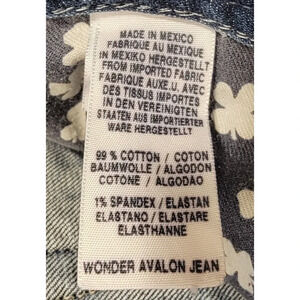 MADE IN MEXICO
FABRIQUE AU MEXIQUE
IN MEXIKO HERGESTELLT
FROM IMPORTED FABRIC
FABRIQUE AUX.U. AVEC
DES TISSUS IMPORTES
IN DEN VEREINIGTEN
STAATEN AUS IMPORTIERTER
WARE HERGESTELLT
99% COTTON / COTON
BAUMWOLLE / ALGODON
COTONE / ALGODAO
1% SPANDEX / ELASTAN
ELASTANO / ELASTARE
ELASTHANNE
WONDER AVALON JEAN